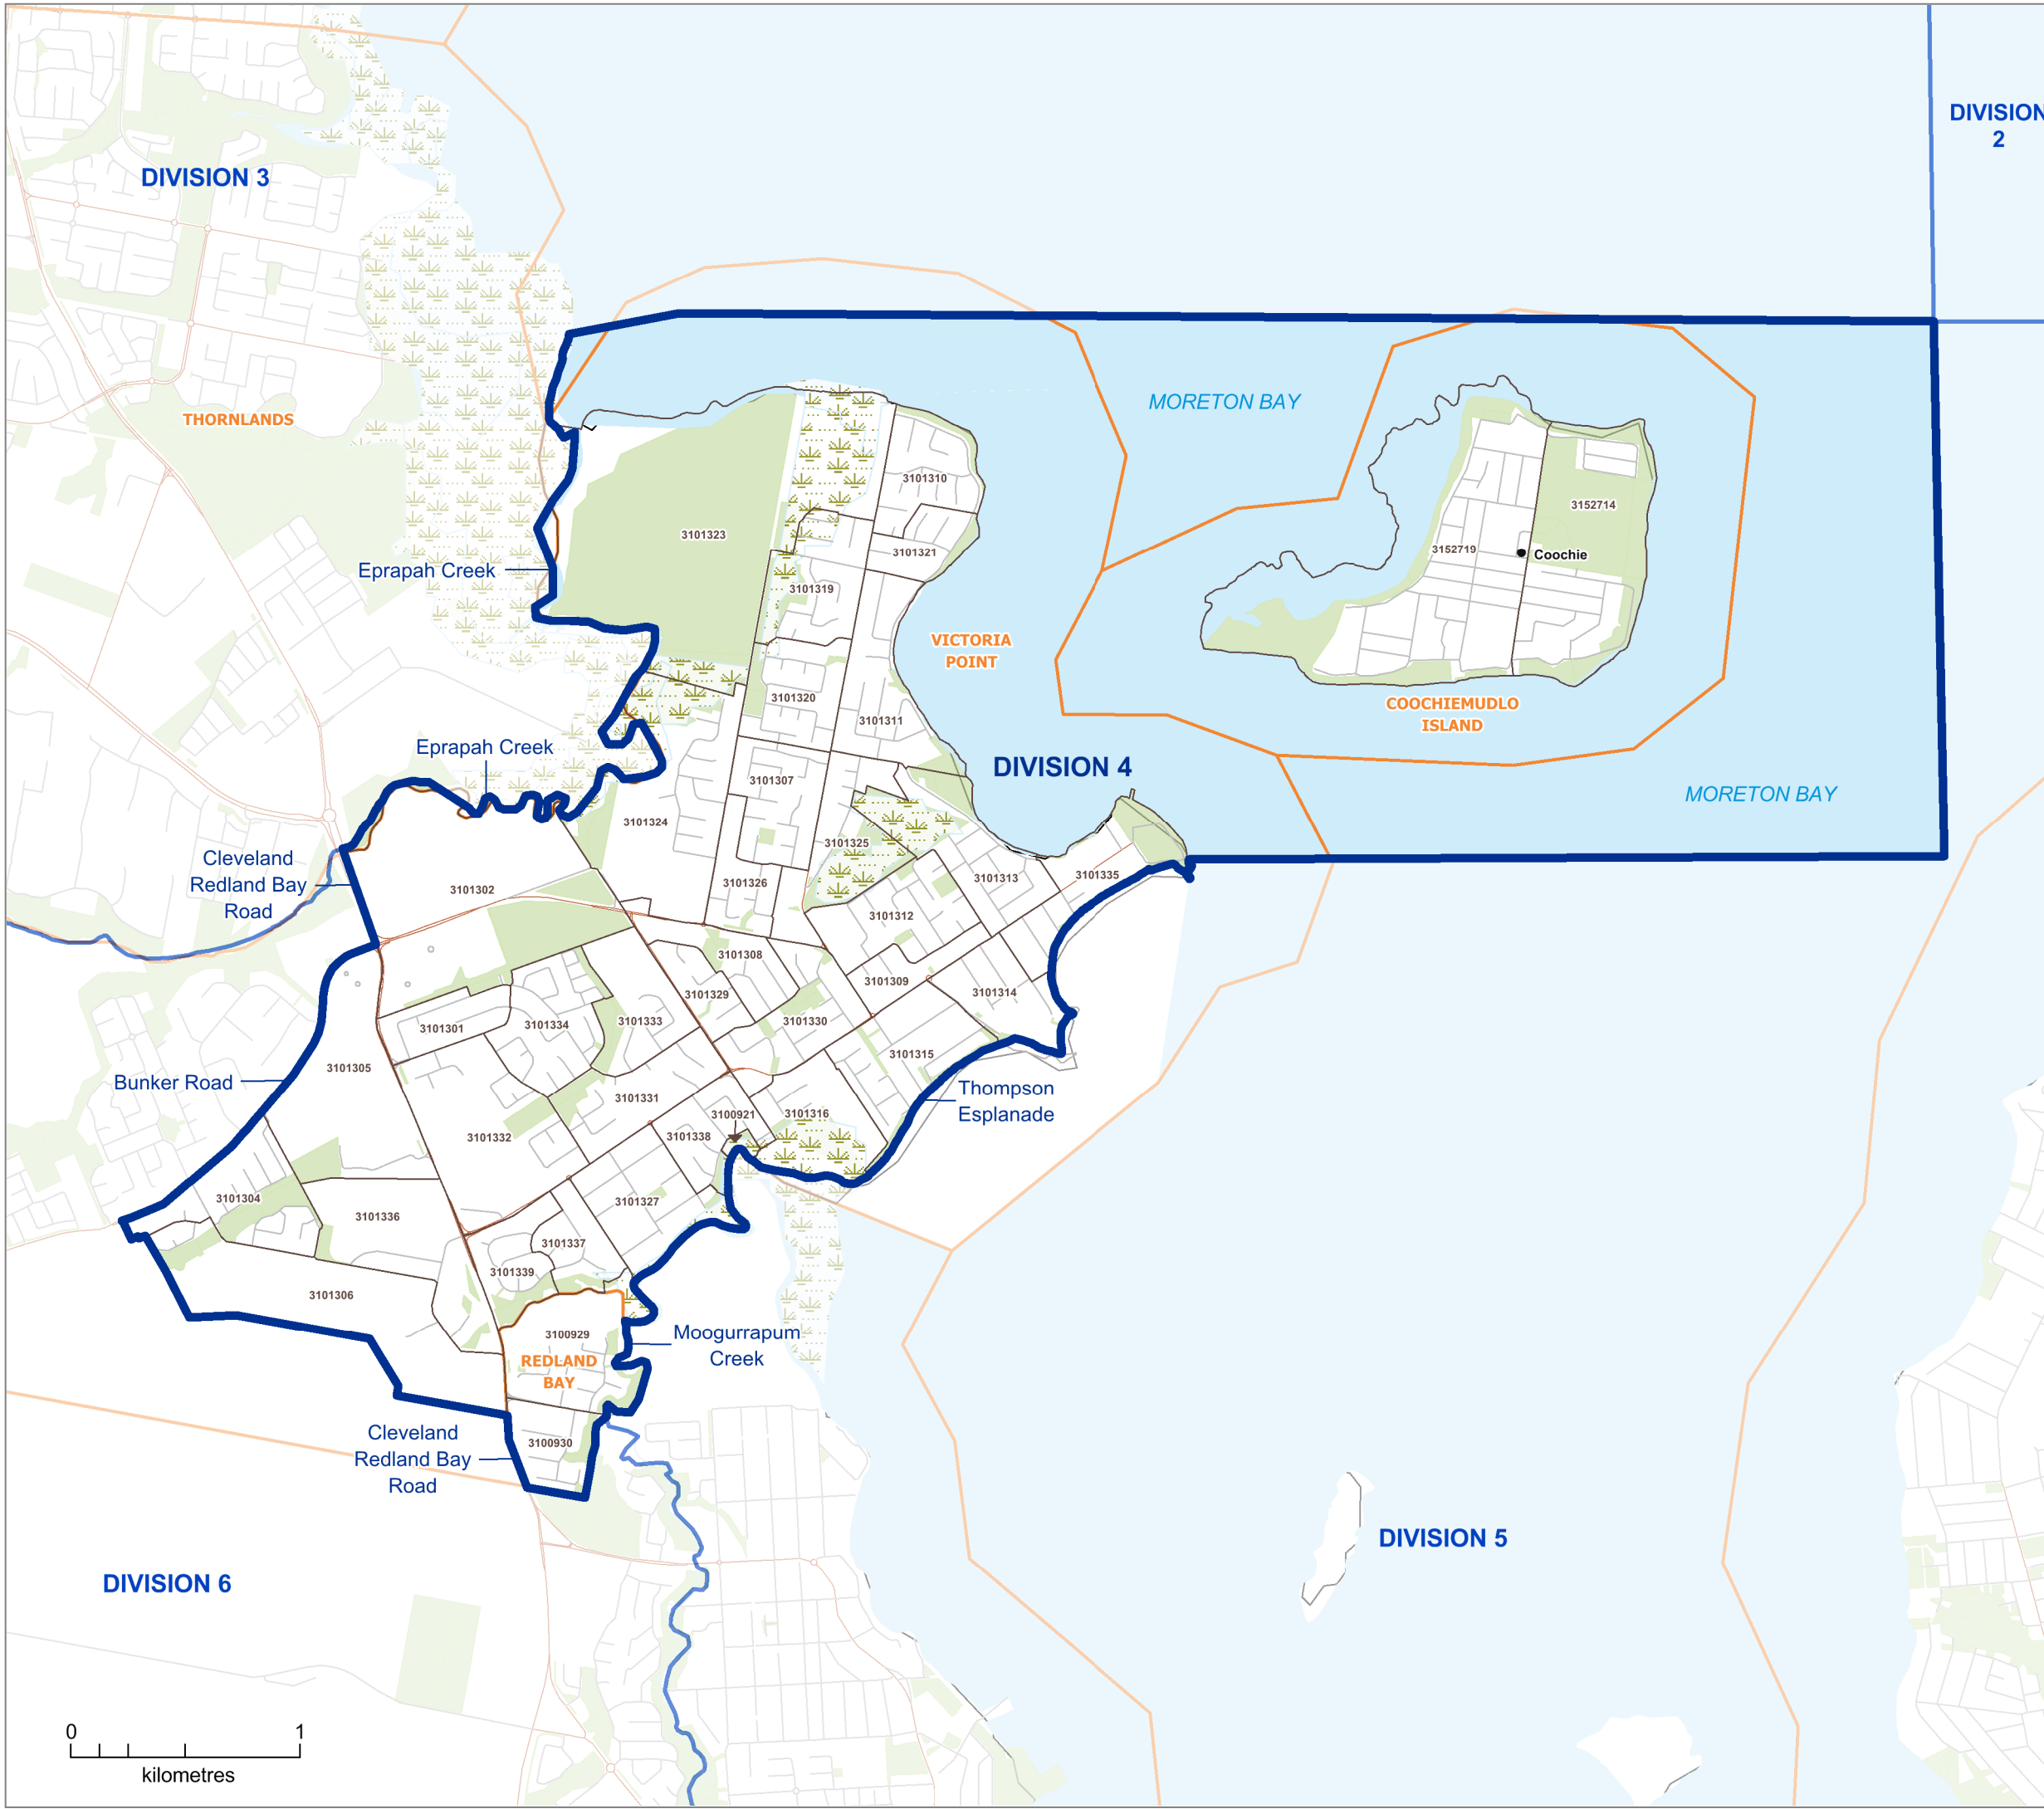 DIVISION
2
DIVISION 3
MORETON BAY
THORNLANDS
3101310
3101323
3152714
3101321
3152719
Coochie
Eprapah Creek
3101319
VICTORIA
POINT
3101320
3101311
COOCHIEMUDLO
ISLAND
Eprapah Creek
DIVISION 4
3101307
MORETON BAY
3101324
3101325
Cleveland
Redland Bay
Road
3101302
3101326
3101313
3101335
3101312
3101308
3101309
3101329
3101314
3101301
3101334
3101333
3101330
3101305
3101315
Bunker Road
Thompson
Esplanade
3101331
3100921
3101316
3101332
3101338
3101304
3101336
3101327
3101337
3101339
3101306
3100929
REDLAND
BAY
Moogurrapum
Creek
Cleveland
Redland Bay
Road
3100930
DIVISION 5
DIVISION 6
0 1
kilometres